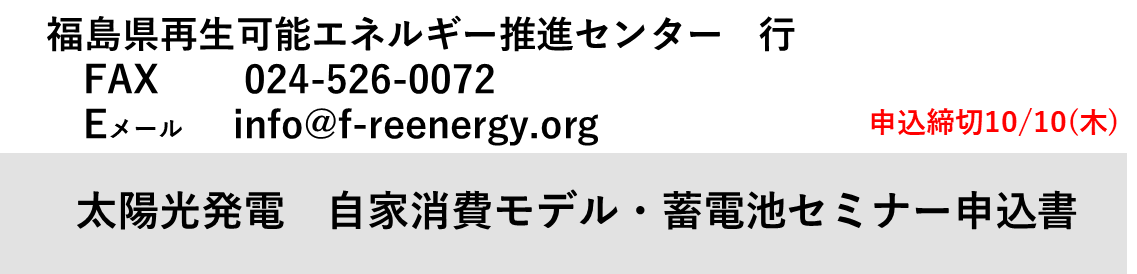 福島県再生可能エネルギー推進センター　行
FAX　　024-526-0072
Eメール　info@f-reenergy.org
申込締切10/10(木)
太陽光発電　自家消費モデル・蓄電池セミナー申込書